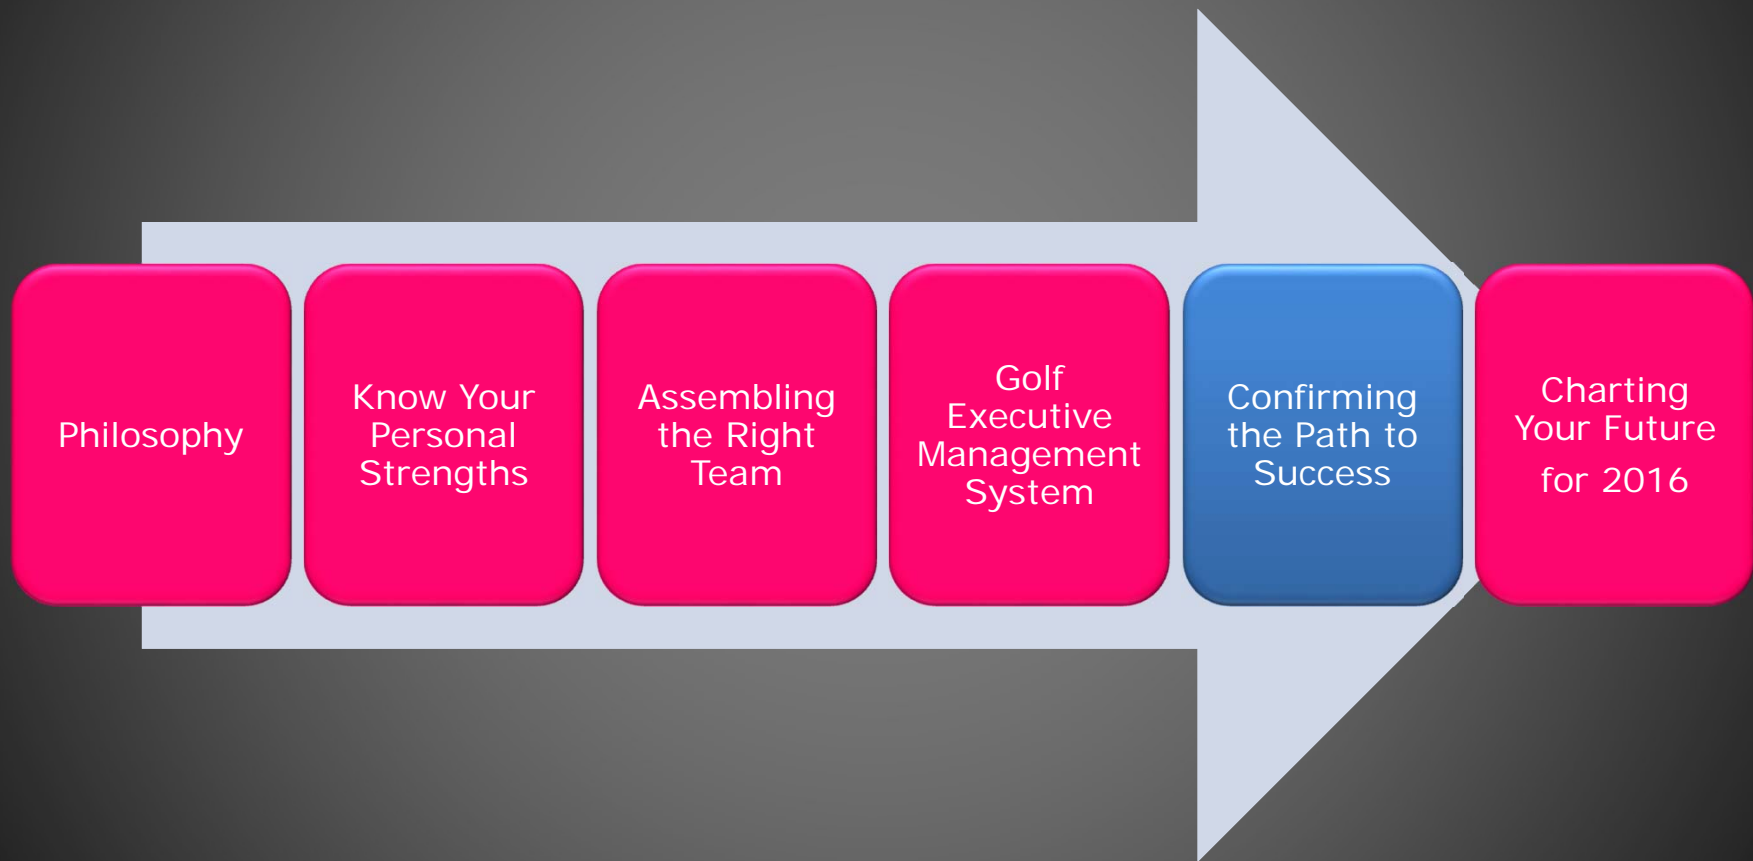 Philosophy
Know Your
Personal
Strengths
Assembling
the Right
Team
Golf
Executive
Management
System
Confirming
the Path to
Success
Charting
Your Future
for 2016